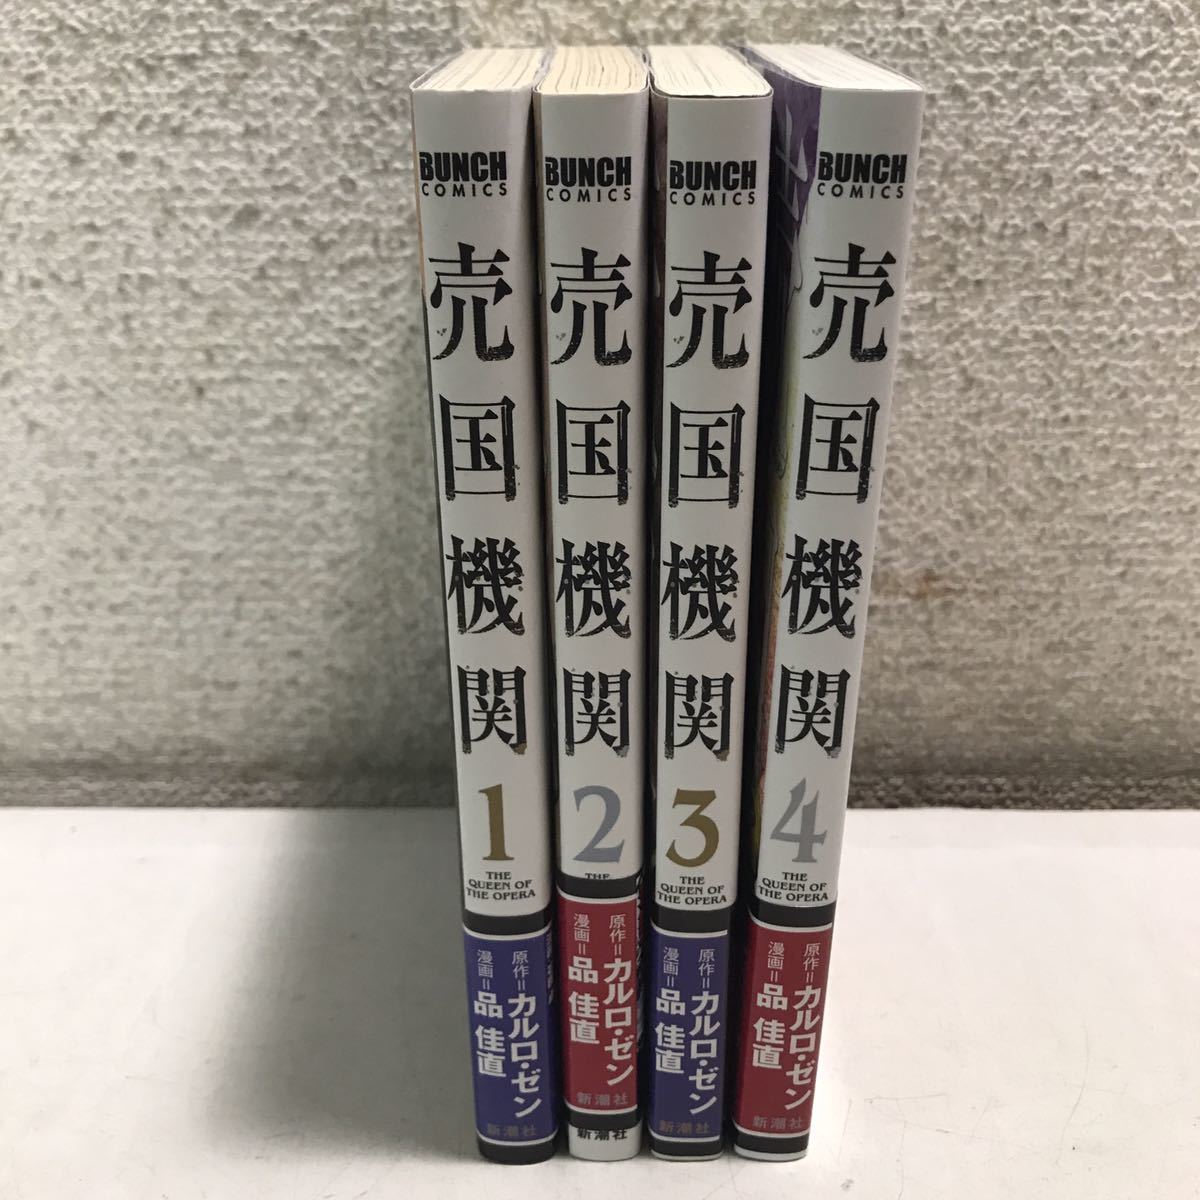 BUNCH
COMICS
売国機関
1
THE
QUEEN OF
THE OPERA
原作=カルロ・ゼン
漫画=品 佳直
新潮社
BUNCH
COMICS
売国機関
2
THE
原作=カルロ・ゼン
漫画=品 佳直
新潮社
新潮社
BUNCH
COMICS
売国機関
3
THE
QUEEN OF
THE OPERA
原作=カルロ・ゼン
漫画=品 佳直
新潮社
BUNCH
COMICS
売国機関
4
THE
QUEEN OF
THE OPERA
原作=カルロ・ゼン
漫画=品 佳直
新潮社